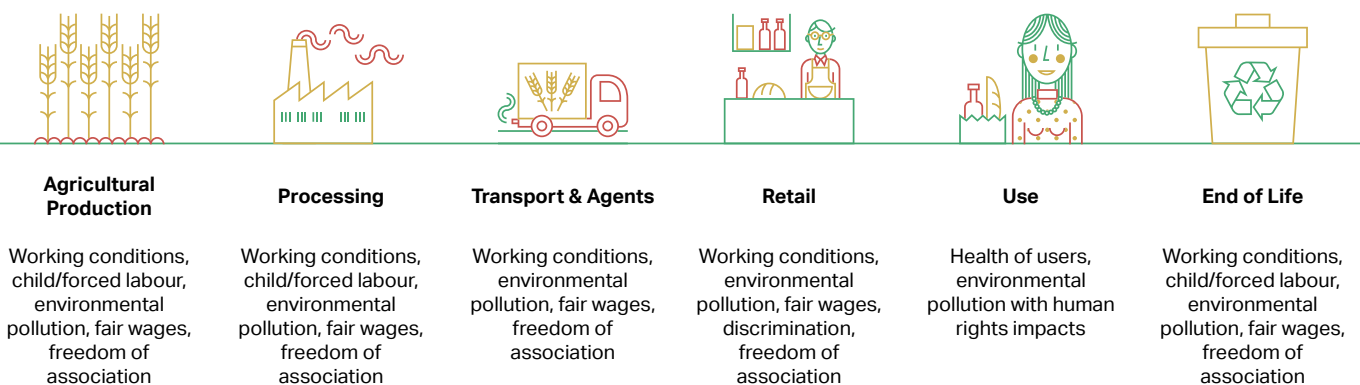 Agricultural
Production
Working conditions,
child/forced labour,
environmental
pollution, fair wages,
freedom of
association
Processing
Working conditions,
child/forced labour,
environmental
pollution, fair wages,
freedom of
association
Transport & Agents
Working conditions,
environmental
pollution, fair wages,
freedom of
association
Retail
Working conditions,
environmental
pollution, fair wages,
discrimination,
freedom of
association
Use
Health of users,
environmental
pollution with human
rights impacts
End of Life
Working conditions,
child/forced labour,
environmental
pollution, fair wages,
freedom of
association